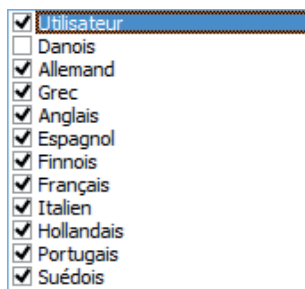 Utilisateur
Danois
Allemand
Grec
Anglais
Espagnol
Finnois
Français
Italien
Hollandais
Portugais
Suédois